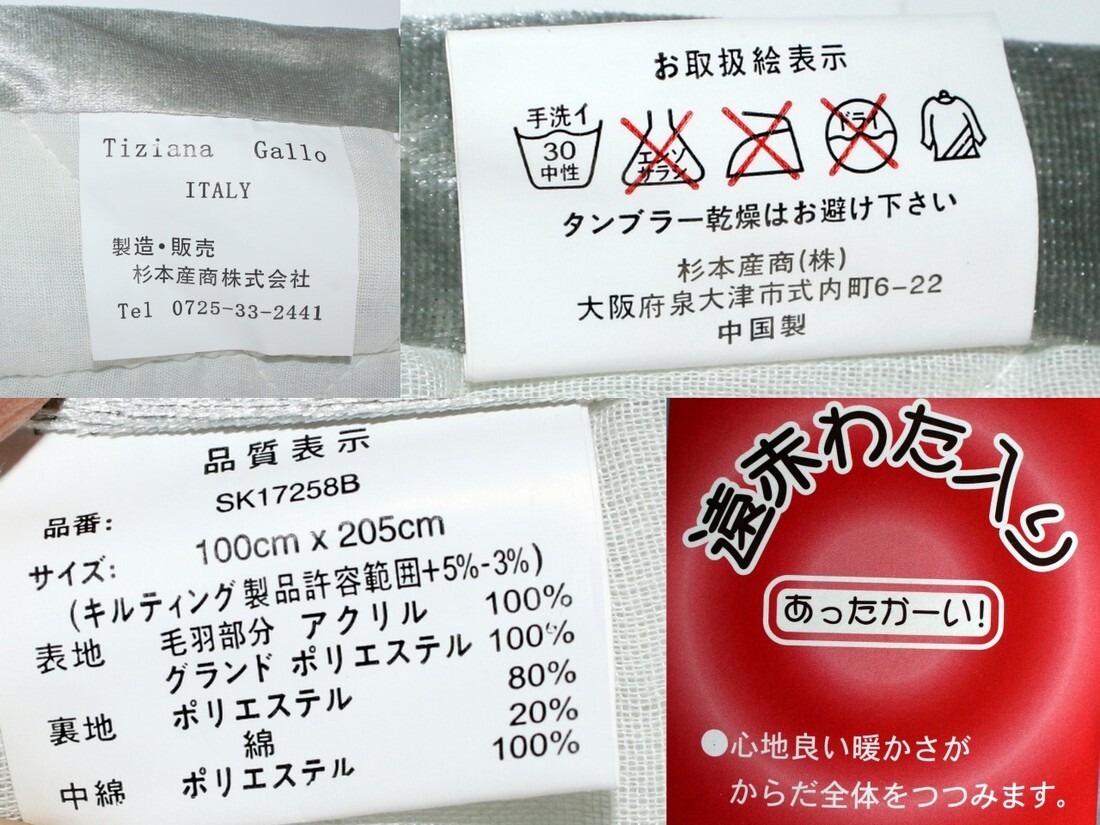 Tiziana Gallo
ITALY
製造・販売
杉本産商株式会社
Tel 0725-33-2441
お取扱絵表示
手洗イ
30
中性
エンソ
サラシ
ドライ
タンブラー乾燥はお避け下さい
杉本産商(株)
大阪府泉大津市式内町6-22
中国製
品質表示
品番: SK17258B
サイズ: 100cm x 205cm
(キルティング製品許容範囲+5%-3%)
表地 毛羽部分 アクリル 100%
グランド ポリエステル 100%
裏地 ポリエステル 80%
綿 20%
中綿 ポリエステル 100%
遠赤わた入り
あったかーい!
●心地良い暖かさが
からだ全体をつつみます。